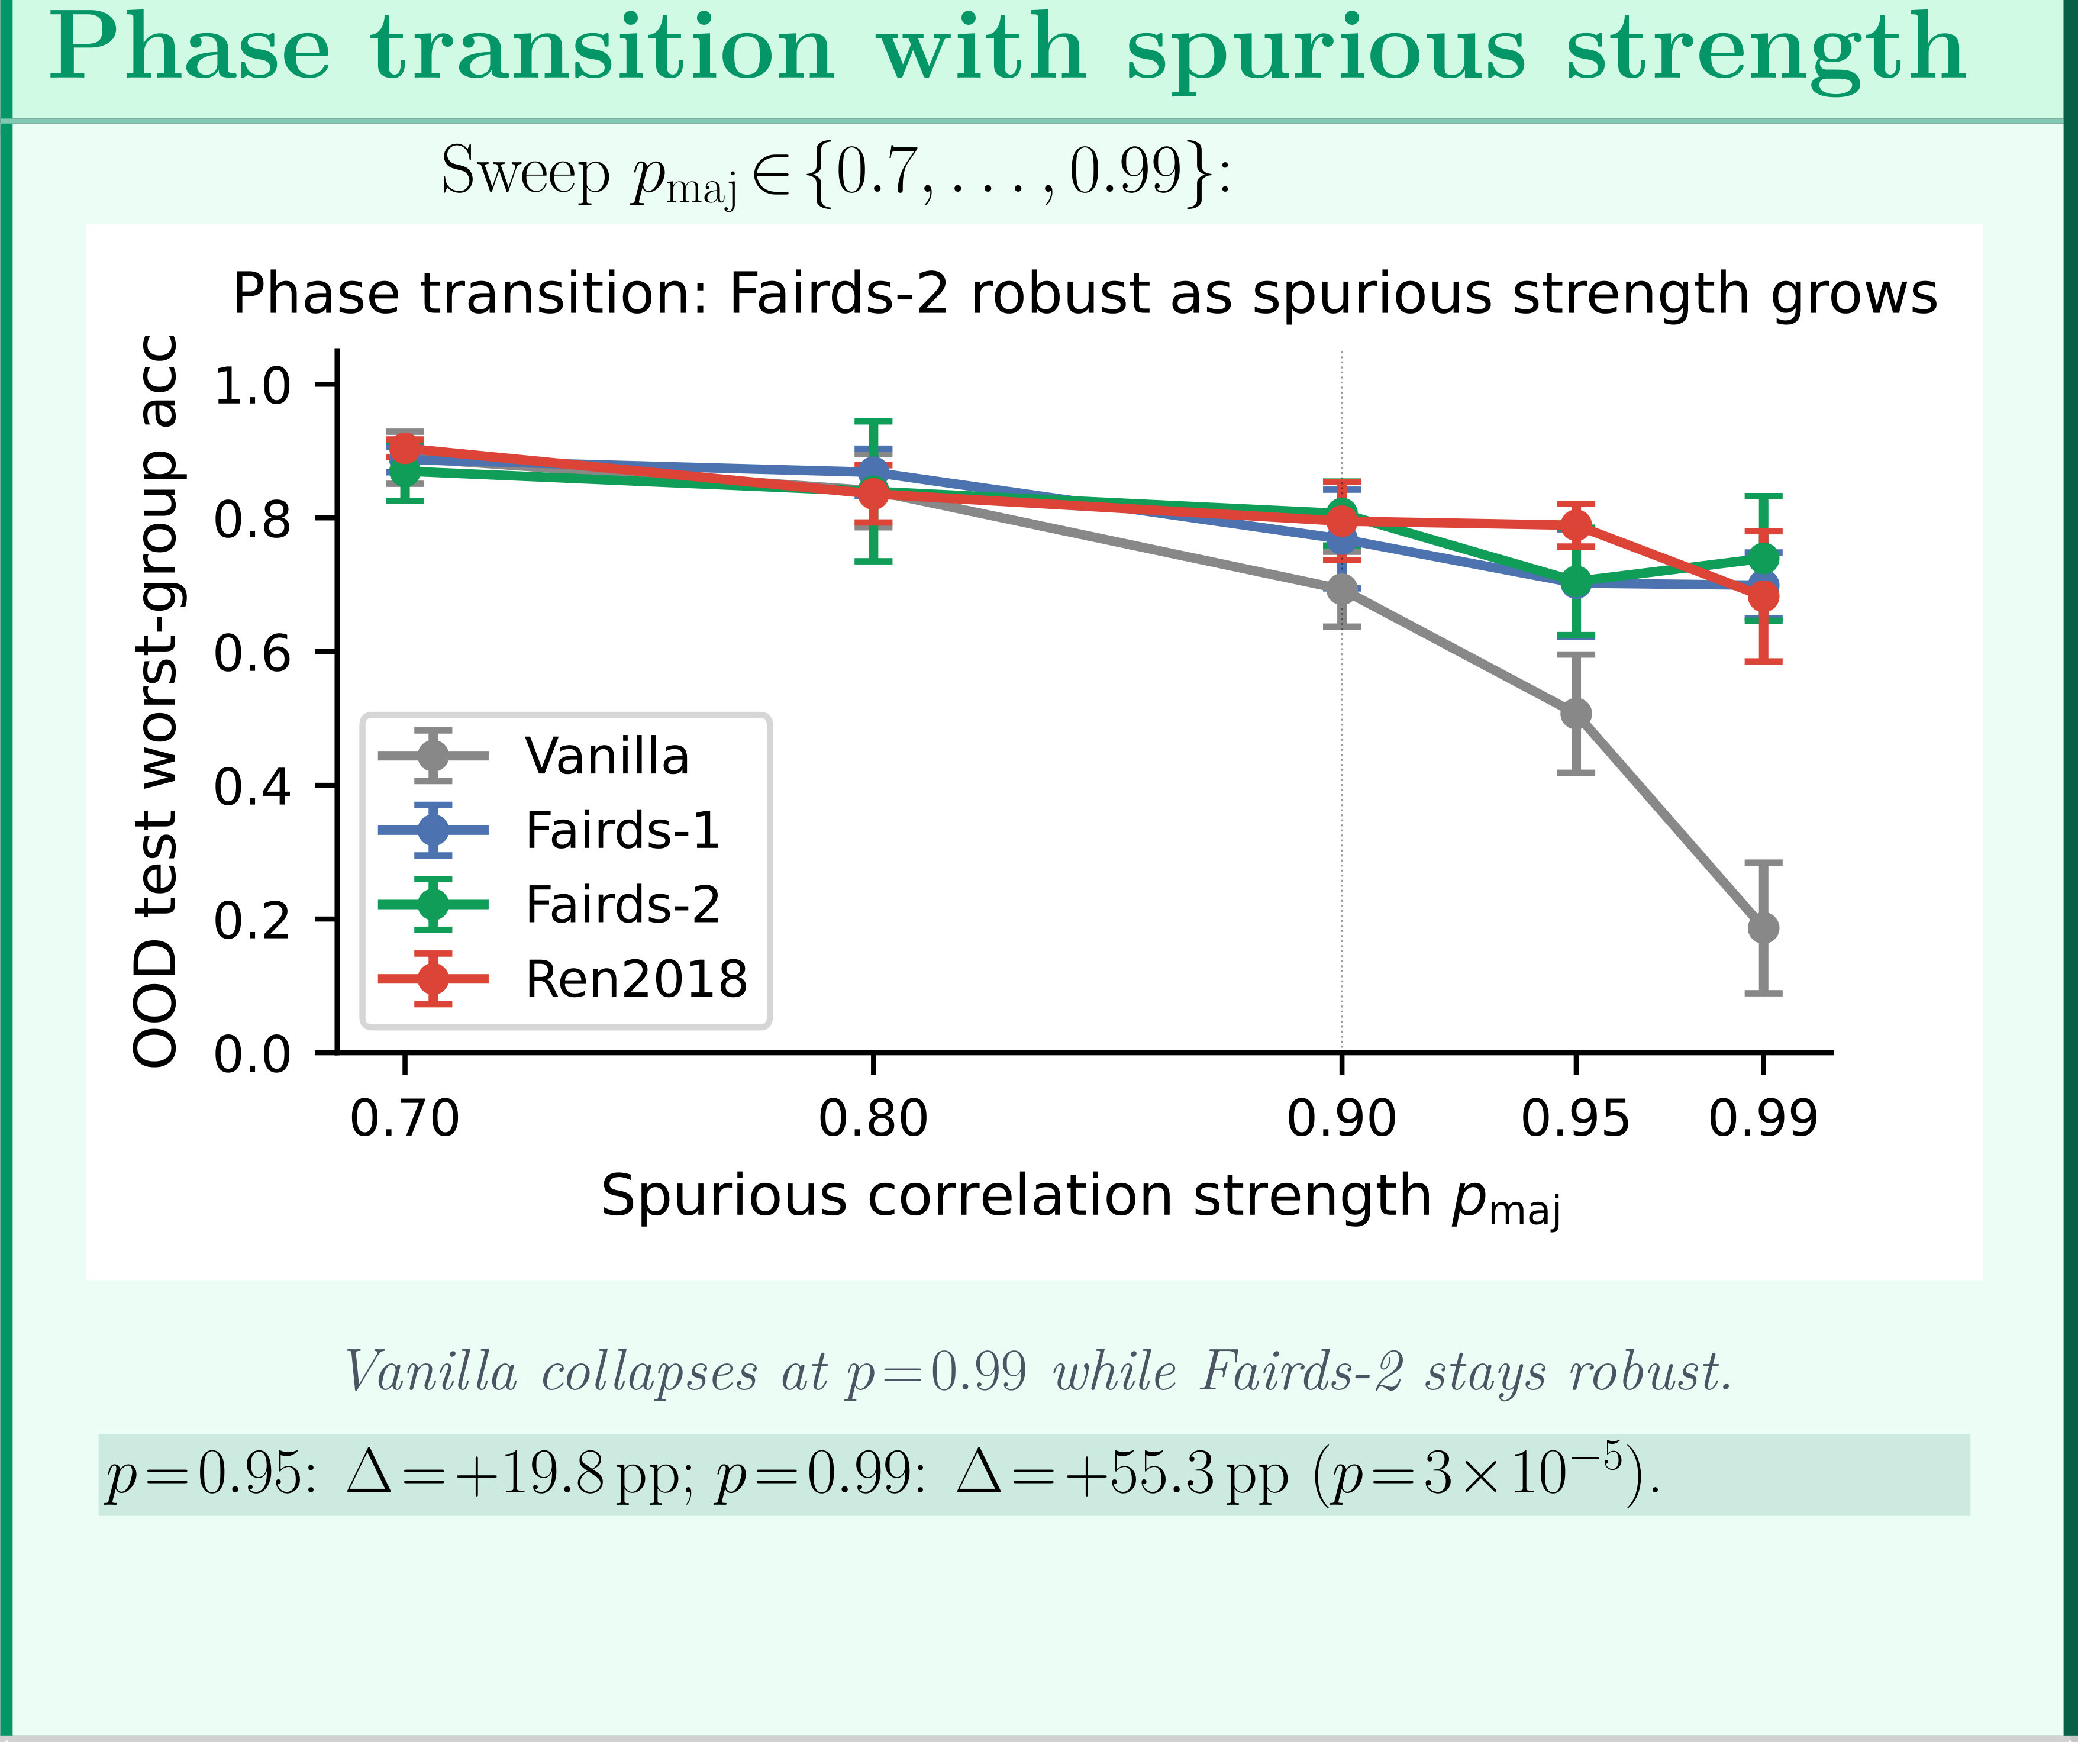 Phase transition with spurious strength
Sweep p_maj ∈ {0.7, . . . , 0.99}:
Phase transition: Fairds-2 robust as spurious strength grows
OOD test worst-group acc
1.0
0.8
0.6
0.4
0.2
0.0
Vanilla
Fairds-1
Fairds-2
Ren2018
0.70 0.80 0.90 0.95 0.99
Spurious correlation strength p_maj
Vanilla collapses at p=0.99 while Fairds-2 stays robust.
p=0.95: Δ=+19.8 pp; p=0.99: Δ=+55.3 pp (p=3×10⁻⁵).